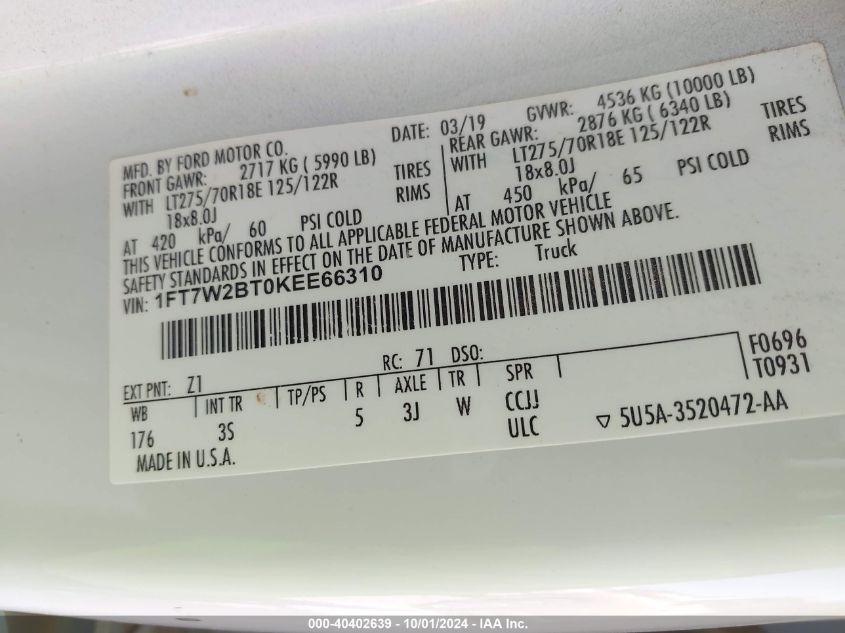 MFD. BY FORD MOTOR CO.
DATE: 03/19 GVWR: 4536 KG (10000 LB)
FRONT GAWR: 2717 KG ( 5990 LB)
REAR GAWR: 2876 KG ( 6340 LB)
WITH LT275/70R18E 125/122R TIRES
WITH LT275/70R18E 125/122R TIRES
18x8.0J RIMS
18x8.0J RIMS
AT 420 kPa/ 60 PSI COLD
AT 450 kPa/ 65 PSI COLD
THIS VEHICLE CONFORMS TO ALL APPLICABLE FEDERAL MOTOR VEHICLE
SAFETY STANDARDS IN EFFECT ON THE DATE OF MANUFACTURE SHOWN ABOVE.
VIN: 1FT7W2BT0KEE66310 TYPE: Truck
EXT PNT: Z1 RC: 71 DSO: F0696
WB INT TR TP/PS R AXLE TR SPR T0931
176 3S 5 3J W CCJJ
ULC
MADE IN U.S.A. 5U5A-3520472-AA
000-40402639 - 10/01/2024 - IAA Inc.